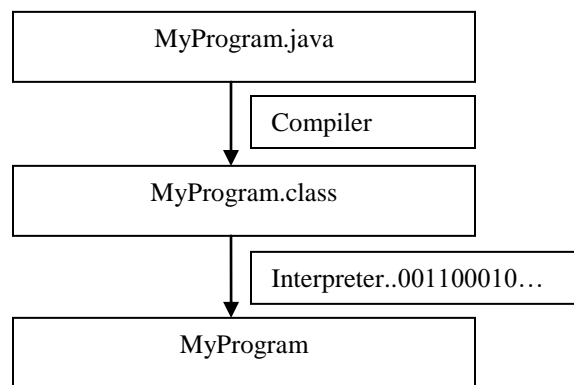 MyProgram.java
Compiler
MyProgram.class
Interpreter..001100010…
MyProgram